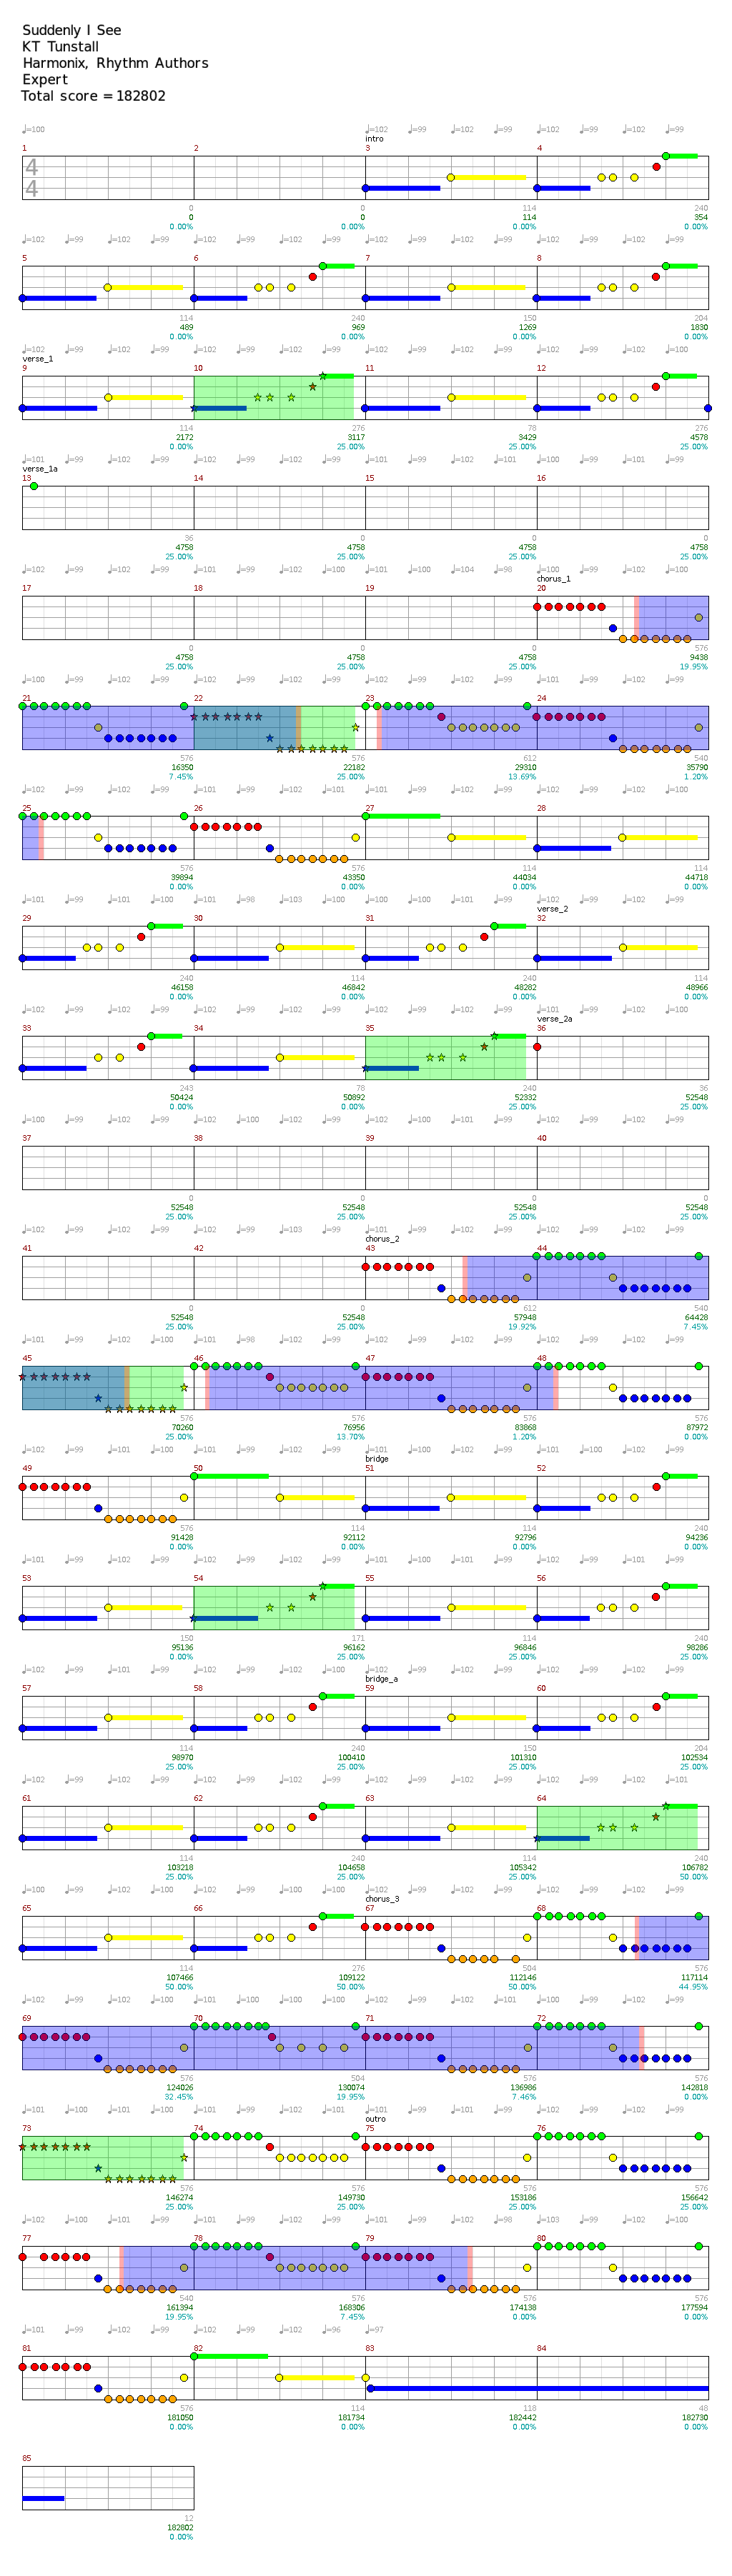 Suddenly I See
KT Tunstall
Harmonix, Rhythm Authors
Expert
Total score = 182802
♩=100 ♩=102 ♩=99 ♩=102 ♩=99
intro
1 2 3 4
4
4
0 114 240
0 0 114 354
0.00% 0.00% 0.00% 0.00%
♩=102 ♩=99 ♩=102 ♩=99 ♩=102 ♩=99 ♩=102 ♩=99
5 6 7 8
114 240 150 204
489 969 1269 1830
0.00% 0.00% 0.00% 0.00%
verse_1
9 10 11 12
114 276 78 276
2172 3117 3429 4578
0.00% 25.00% 25.00% 25.00%
verse_1a
13 14 15 16
36 0 0 0
4758 4758 4758 4758
25.00% 25.00% 25.00% 25.00%
chorus_1
17 18 19 20
0 0 576
4758 4758 4758 9438
25.00% 25.00% 25.00% 19.95%
21 22 23 24
576 576 612 540
16350 22182 29310 35790
7.45% 25.00% 13.69% 1.20%
25 26 27 28
576 576 114 114
39894 43350 44034 44718
0.00% 0.00% 0.00% 0.00%
verse_2
29 30 31 32
240 114 240 114
46158 46842 48282 48966
0.00% 0.00% 0.00% 0.00%
verse_2a
33 34 35 36
243 78 240 36
50424 50892 52332 52548
0.00% 0.00% 25.00% 25.00%
37 38 39 40
0 0 0 0
52548 52548 52548 52548
25.00% 25.00% 25.00% 25.00%
chorus_2
41 42 43 44
0 612 540
52548 52548 57948 64428
25.00% 25.00% 19.92% 7.45%
45 46 47 48
576 576 576 576
70260 76956 83868 87972
25.00% 13.70% 1.20% 0.00%
bridge
49 50 51 52
576 114 114 240
91428 92112 92796 94236
0.00% 0.00% 0.00% 0.00%
53 54 55 56
150 171 114 240
95136 96162 96846 98286
0.00% 25.00% 25.00% 25.00%
bridge_a
57 58 59 60
114 240 150 204
98970 100410 101310 102534
25.00% 25.00% 25.00% 25.00%
61 62 63 64
114 240 114 240
103218 104658 105342 106782
25.00% 25.00% 25.00% 50.00%
chorus_3
65 66 67 68
114 276 504 576
107466 109122 112146 117114
50.00% 50.00% 50.00% 44.95%
69 70 71 72
576 504 576 576
124026 130074 136986 142818
32.45% 19.95% 7.46% 0.00%
outro
73 74 75 76
576 576 576 576
146274 149730 153186 156642
25.00% 25.00% 25.00% 25.00%
77 78 79 80
540 576 576 576
161394 168306 174138 177594
19.95% 7.45% 0.00% 0.00%
♩=101 ♩=99 ♩=102 ♩=96 ♩=97
81 82 83 84
576 114 118 48
181050 181734 182442 182730
0.00% 0.00% 0.00% 0.00%
85
12
182802
0.00%